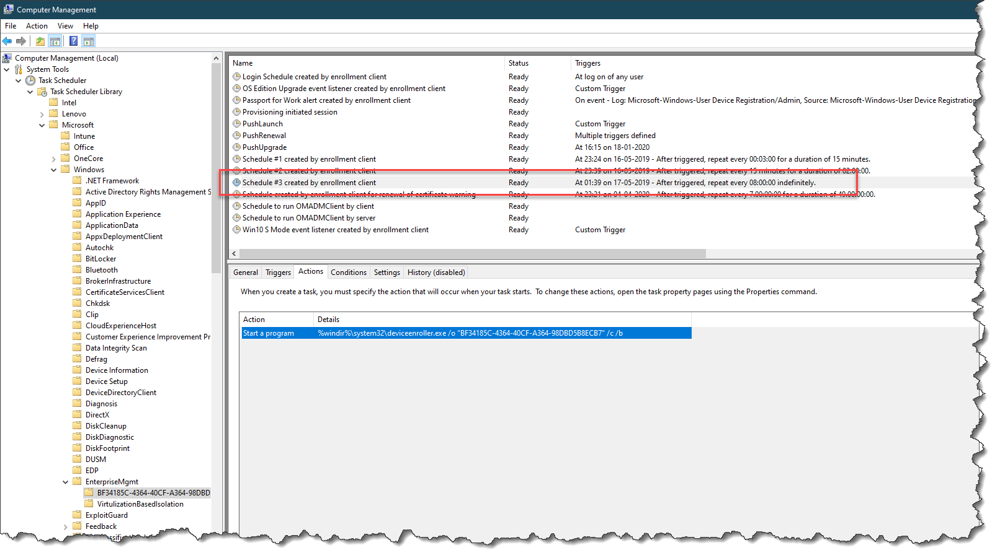 Computer Management
File Action View Help
Computer Management (Local)
System Tools
Task Scheduler
Task Scheduler Library
Intel
Lenovo
Microsoft
Intune
Office
OneCore
Windows
.NET Framework
Active Directory Rights Management S
AppID
Application Experience
ApplicationData
AppxDeploymentClient
Autochk
BitLocker
Bluetooth
BrokerInfrastructure
CertificateServicesClient
Chkdsk
Clip
CloudExperienceHost
Customer Experience Improvement Pr
Data Integrity Scan
Defrag
Device Information
Device Setup
DeviceDirectoryClient
Diagnosis
DirectX
DiskCleanup
DiskDiagnostic
DiskFootprint
DUSM
EDP
EnterpriseMgmt
BF34185C-4364-40CF-A364-98DBD
VirtulizationBasedIsolation
ExploitGuard
Feedback
Name Status Triggers
Login Schedule created by enrollment client Ready At log on of any user
OS Edition Upgrade event listener created by enrollment client Ready Custom Trigger
Passport for Work alert created by enrollment client Ready On event - Log: Microsoft-Windows-User Device Registration/Admin, Source: Microsoft-Windows-User Device Registration
Provisioning initiated session Ready
PushLaunch Ready Custom Trigger
PushRenewal Ready Multiple triggers defined
PushUpgrade Ready At 16:15 on 18-01-2020
Schedule #1 created by enrollment client Ready At 23:24 on 16-05-2019 - After triggered, repeat every 00:03:00 for a duration of 15 minutes.
Schedule #2 created by enrollment client Ready At 23:39 on 16-05-2019 - After triggered, repeat every 15 minutes for a duration of 02:00:00.
Schedule #3 created by enrollment client Ready At 01:39 on 17-05-2019 - After triggered, repeat every 08:00:00 indefinitely.
Schedule created by enrollment client for renewal of certificate warning Ready At 23:21 on 04-04-2020 - After triggered, repeat every 7.00:00:00 for a duration of 49.00:00:00.
Schedule to run OMADMClient by client Ready
Schedule to run OMADMClient by server Ready
Win10 S Mode event listener created by enrollment client Ready Custom Trigger
General Triggers Actions Conditions Settings History (disabled)
When you create a task, you must specify the action that will occur when your task starts. To change these actions, open the task property pages using the Properties command.
Action Details
Start a program %windir%\system32\deviceenroller.exe /o "BF34185C-4364-40CF-A364-98DBD5B8ECB7" /c /b